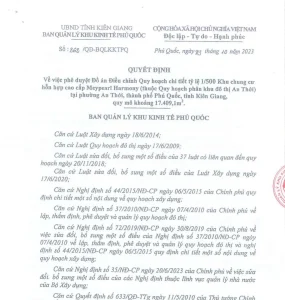 UBND TỈNH KIÊN GIANG
BAN QUẢN LÝ KHU KINH TẾ PHÚ QUỐC
CỘNG HÒA XÃ HỘI CHỦ NGHĨA VIỆT NAM
Độc lập - Tự do - Hạnh phúc
Số: /QĐ-BQLKKTPQ
Phú Quốc, ngày tháng năm 2023
QUYẾT ĐỊNH
Về việc phê duyệt Đồ án Điều chỉnh Quy hoạch chi tiết tỷ lệ 1/500 Khu chung cư
hỗn hợp cao cấp Maypearl Harmony (thuộc Quy hoạch phân khu đô thị An Thới)
tại phường An Thới, thành phố Phú Quốc, tỉnh Kiên Giang,
quy mô khoảng 17.409,1m².
BAN QUẢN LÝ KHU KINH TẾ PHÚ QUỐC
Căn cứ Luật Xây dựng ngày 18/6/2014;
Căn cứ Luật Quy hoạch đô thị ngày 17/6/2009;
Căn cứ Luật sửa đổi, bổ sung một số điều của 37 luật có liên quan đến quy
hoạch ngày 20/11/2018;
Căn cứ Luật sửa đổi, bổ sung một số điều của Luật Xây dựng ngày
17/6/2020;
Căn cứ Nghị định số 44/2015/NĐ-CP ngày 06/5/2015 của Chính phủ quy
định chi tiết một số nội dung về quy hoạch xây dựng;
Căn cứ Nghị định số 37/2010/NĐ-CP ngày 07/4/2010 của Chính phủ về
lập, thẩm định, phê duyệt và quản lý quy hoạch đô thị;
Căn cứ Nghị định số 72/2019/NĐ-CP ngày 30/8/2019 của Chính phủ về
việc sửa đổi, bổ sung một số điều của Nghị định số 37/2010/NĐ-CP ngày
07/4/2010 về lập, thẩm định, phê duyệt và quản lý quy hoạch đô thị và Nghị
định số 44/2015/NĐ-CP ngày 06/5/2015 quy định chi tiết một số nội dung về
quy hoạch xây dựng;
Căn cứ Nghị định số 35/NĐ-CP ngày 20/6/2023 của Chính phủ về việc sửa
đổi, bổ sung một số điều của các nghị định thuộc lĩnh vực quản lý nhà nước
của Bộ Xây dựng;
Căn cứ Quyết định số 633/QĐ-TTg ngày 11/5/2010 của Thủ tướng Chính